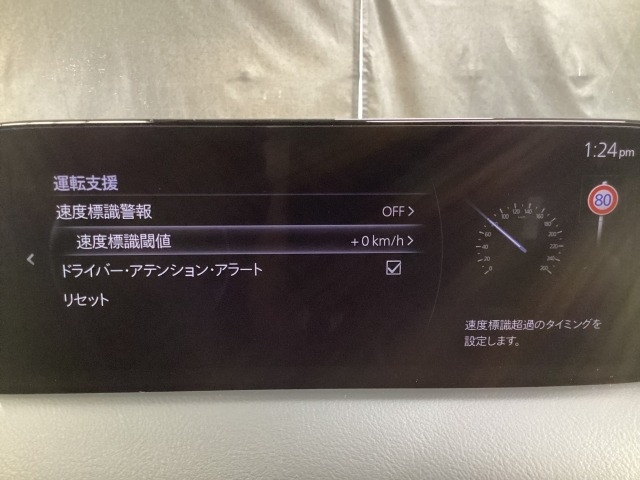 1:24 pm
運転支援
速度標識警報 OFF
速度標識閾値 +0 km/h
ドライバー・アテンション・アラート
リセット
80
速度標識超過のタイミングを
設定します。